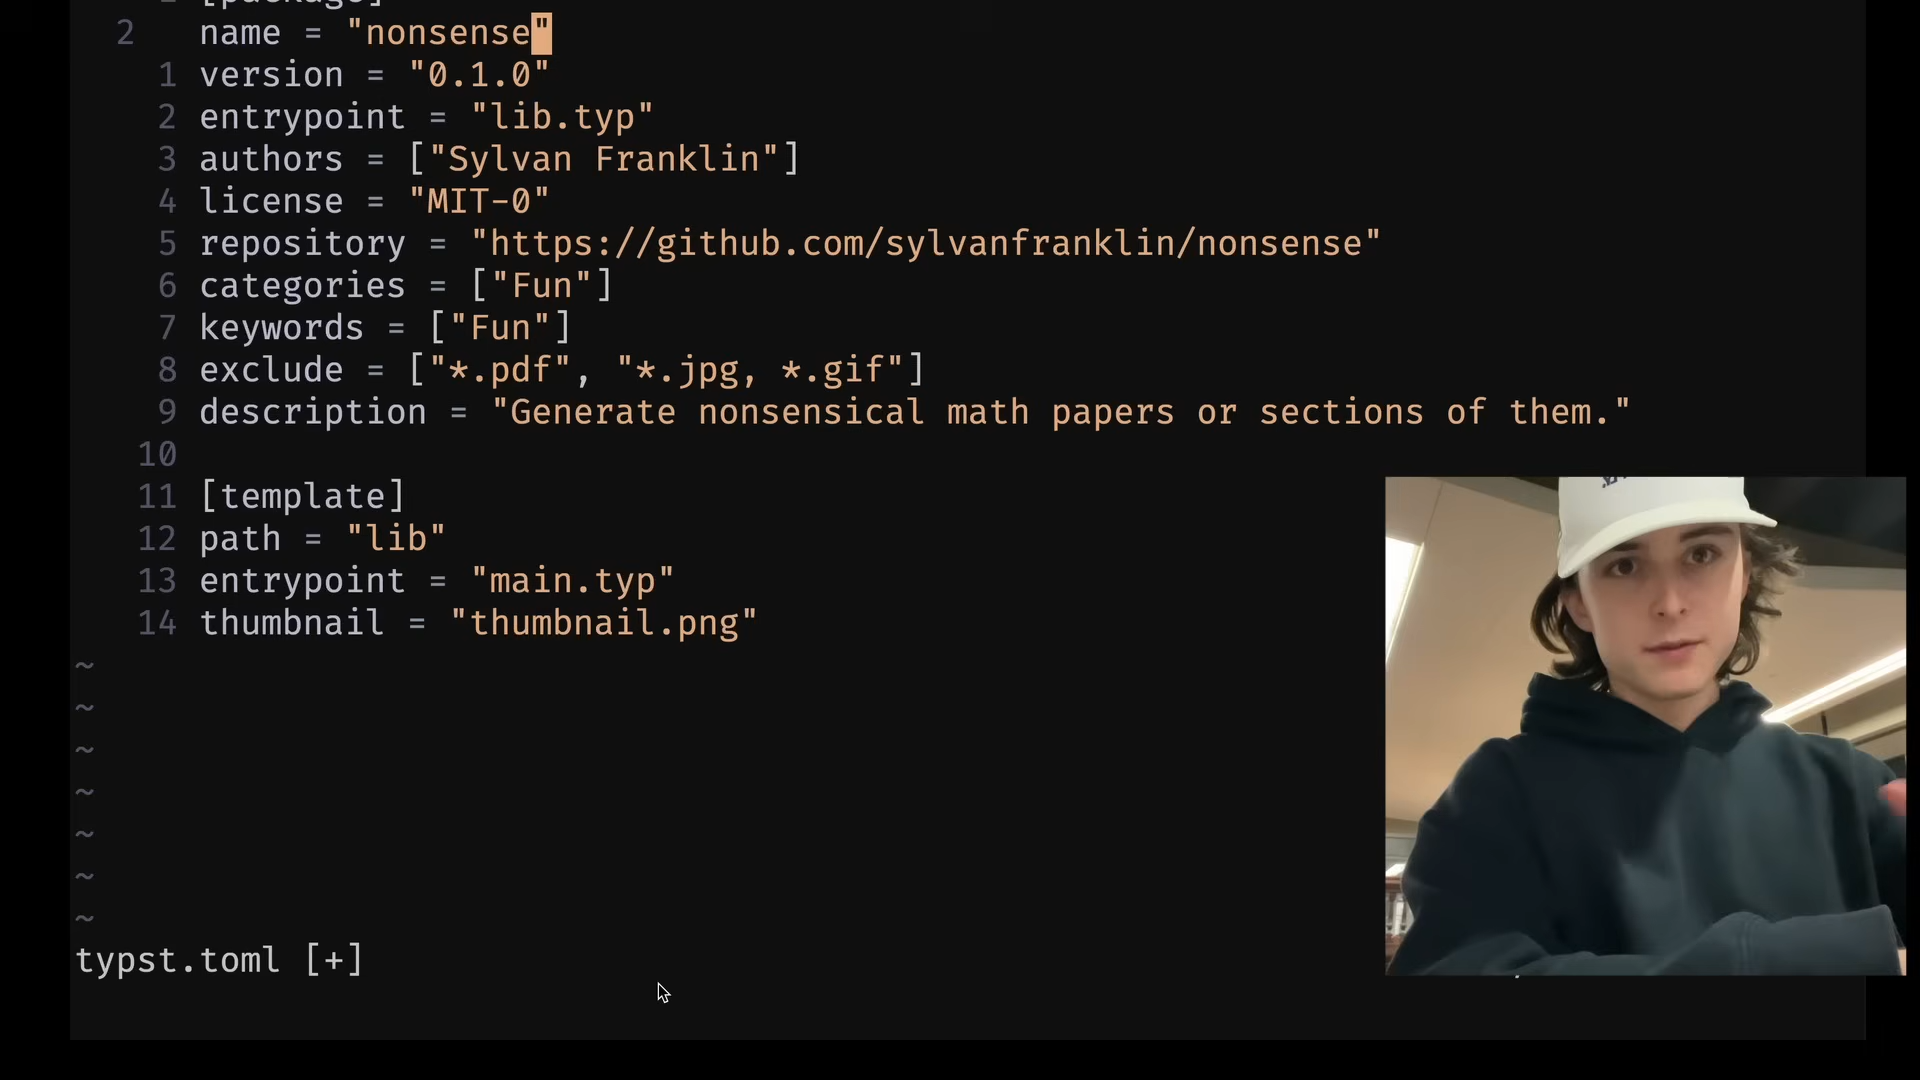 1 [package]
2 name = "nonsense"
1 version = "0.1.0"
2 entrypoint = "lib.typ"
3 authors = ["Sylvan Franklin"]
4 license = "MIT-0"
5 repository = "https://github.com/sylvanfranklin/nonsense"
6 categories = ["Fun"]
7 keywords = ["Fun"]
8 exclude = ["*.pdf", "*.jpg, *.gif"]
9 description = "Generate nonsensical math papers or sections of them."
10
11 [template]
12 path = "lib"
13 entrypoint = "main.typ"
14 thumbnail = "thumbnail.png"
~
~
~
~
~
~
~
typst.toml [+]